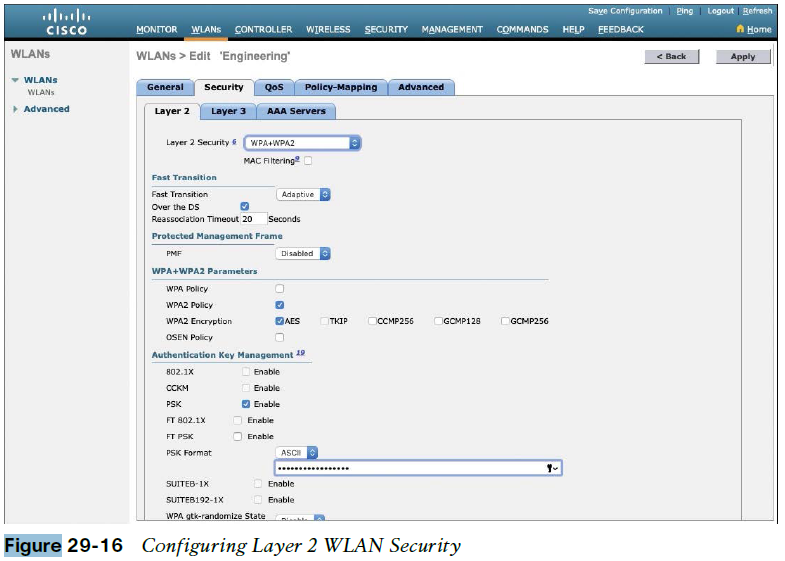 Save Configuration | Ping | Logout | Refresh
CISCO
MONITOR WLANs CONTROLLER WIRELESS SECURITY MANAGEMENT COMMANDS HELP FEEDBACK Home
WLANs
WLANs > Edit 'Engineering'
< Back
Apply
WLANs
WLANs
Advanced
General Security QoS Policy-Mapping Advanced
Layer 2 Layer 3 AAA Servers
Layer 2 Security 6 WPA+WPA2
MAC Filtering9
Fast Transition
Fast Transition Adaptive
Over the DS
Reassociation Timeout 20 Seconds
Protected Management Frame
PMF Disabled
WPA+WPA2 Parameters
WPA Policy
WPA2 Policy
WPA2 Encryption AES TKIP CCMP256 GCMP128 GCMP256
OSEN Policy
Authentication Key Management 19
802.1X Enable
CCKM Enable
PSK Enable
FT 802.1X Enable
FT PSK Enable
PSK Format ASCII
•••••••••••••••••
SUITEB-1X Enable
SUITEB192-1X Enable
WPA gtk-randomize State
Figure 29-16 Configuring Layer 2 WLAN Security